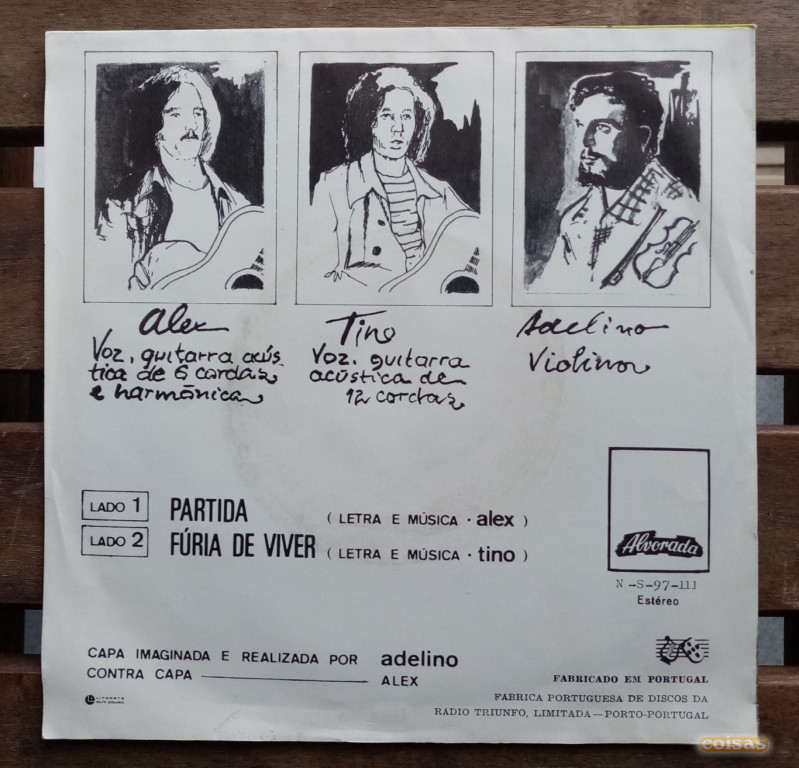 alex
Voz, guitarra acús
tica de 6 cordas
e harmónica
Tino
Voz, guitarra
acústica de
12 cordas
Adelino
Violino
LADO 1 PARTIDA ( LETRA E MÚSICA · alex )
LADO 2 FÚRIA DE VIVER ( LETRA E MÚSICA · tino )
Alvorada
N-S-97-111
Estéreo
CAPA IMAGINADA E REALIZADA POR adelino
CONTRA CAPA ALEX
FABRICADO EM PORTUGAL
FABRICA PORTUGUESA DE DISCOS DA
RADIO TRIUNFO, LIMITADA—PORTO-PORTUGAL
coisas